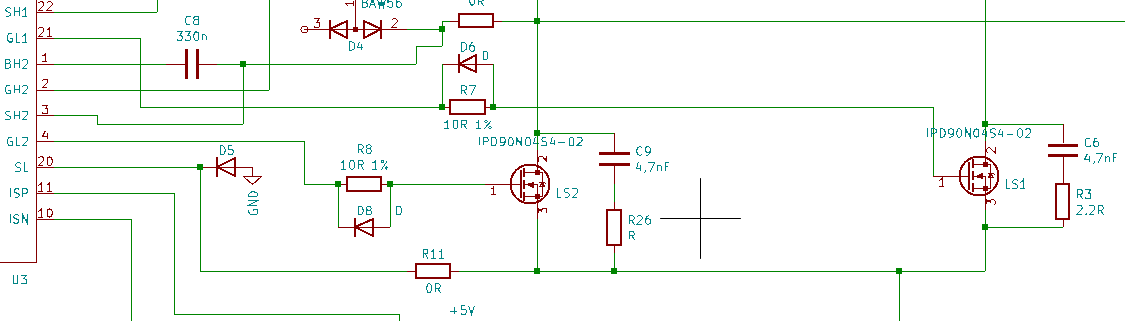 SH1 22
GL1 21
BH2 1
GH2 2
SH2 3
GL2 4
SL 20
ISP 11
ISN 10
U3
C8
330n
1
BAW56
3
2
D4
0R
D6
D
R7
10R 1%
R8
10R 1%
D8
D
D5
GND
R11
0R
+5V
IPD90N04S4-02
2
1
3
LS2
C9
4,7nF
R26
R
IPD90N04S4-02
2
1
3
LS1
C6
4,7nF
R3
2.2R